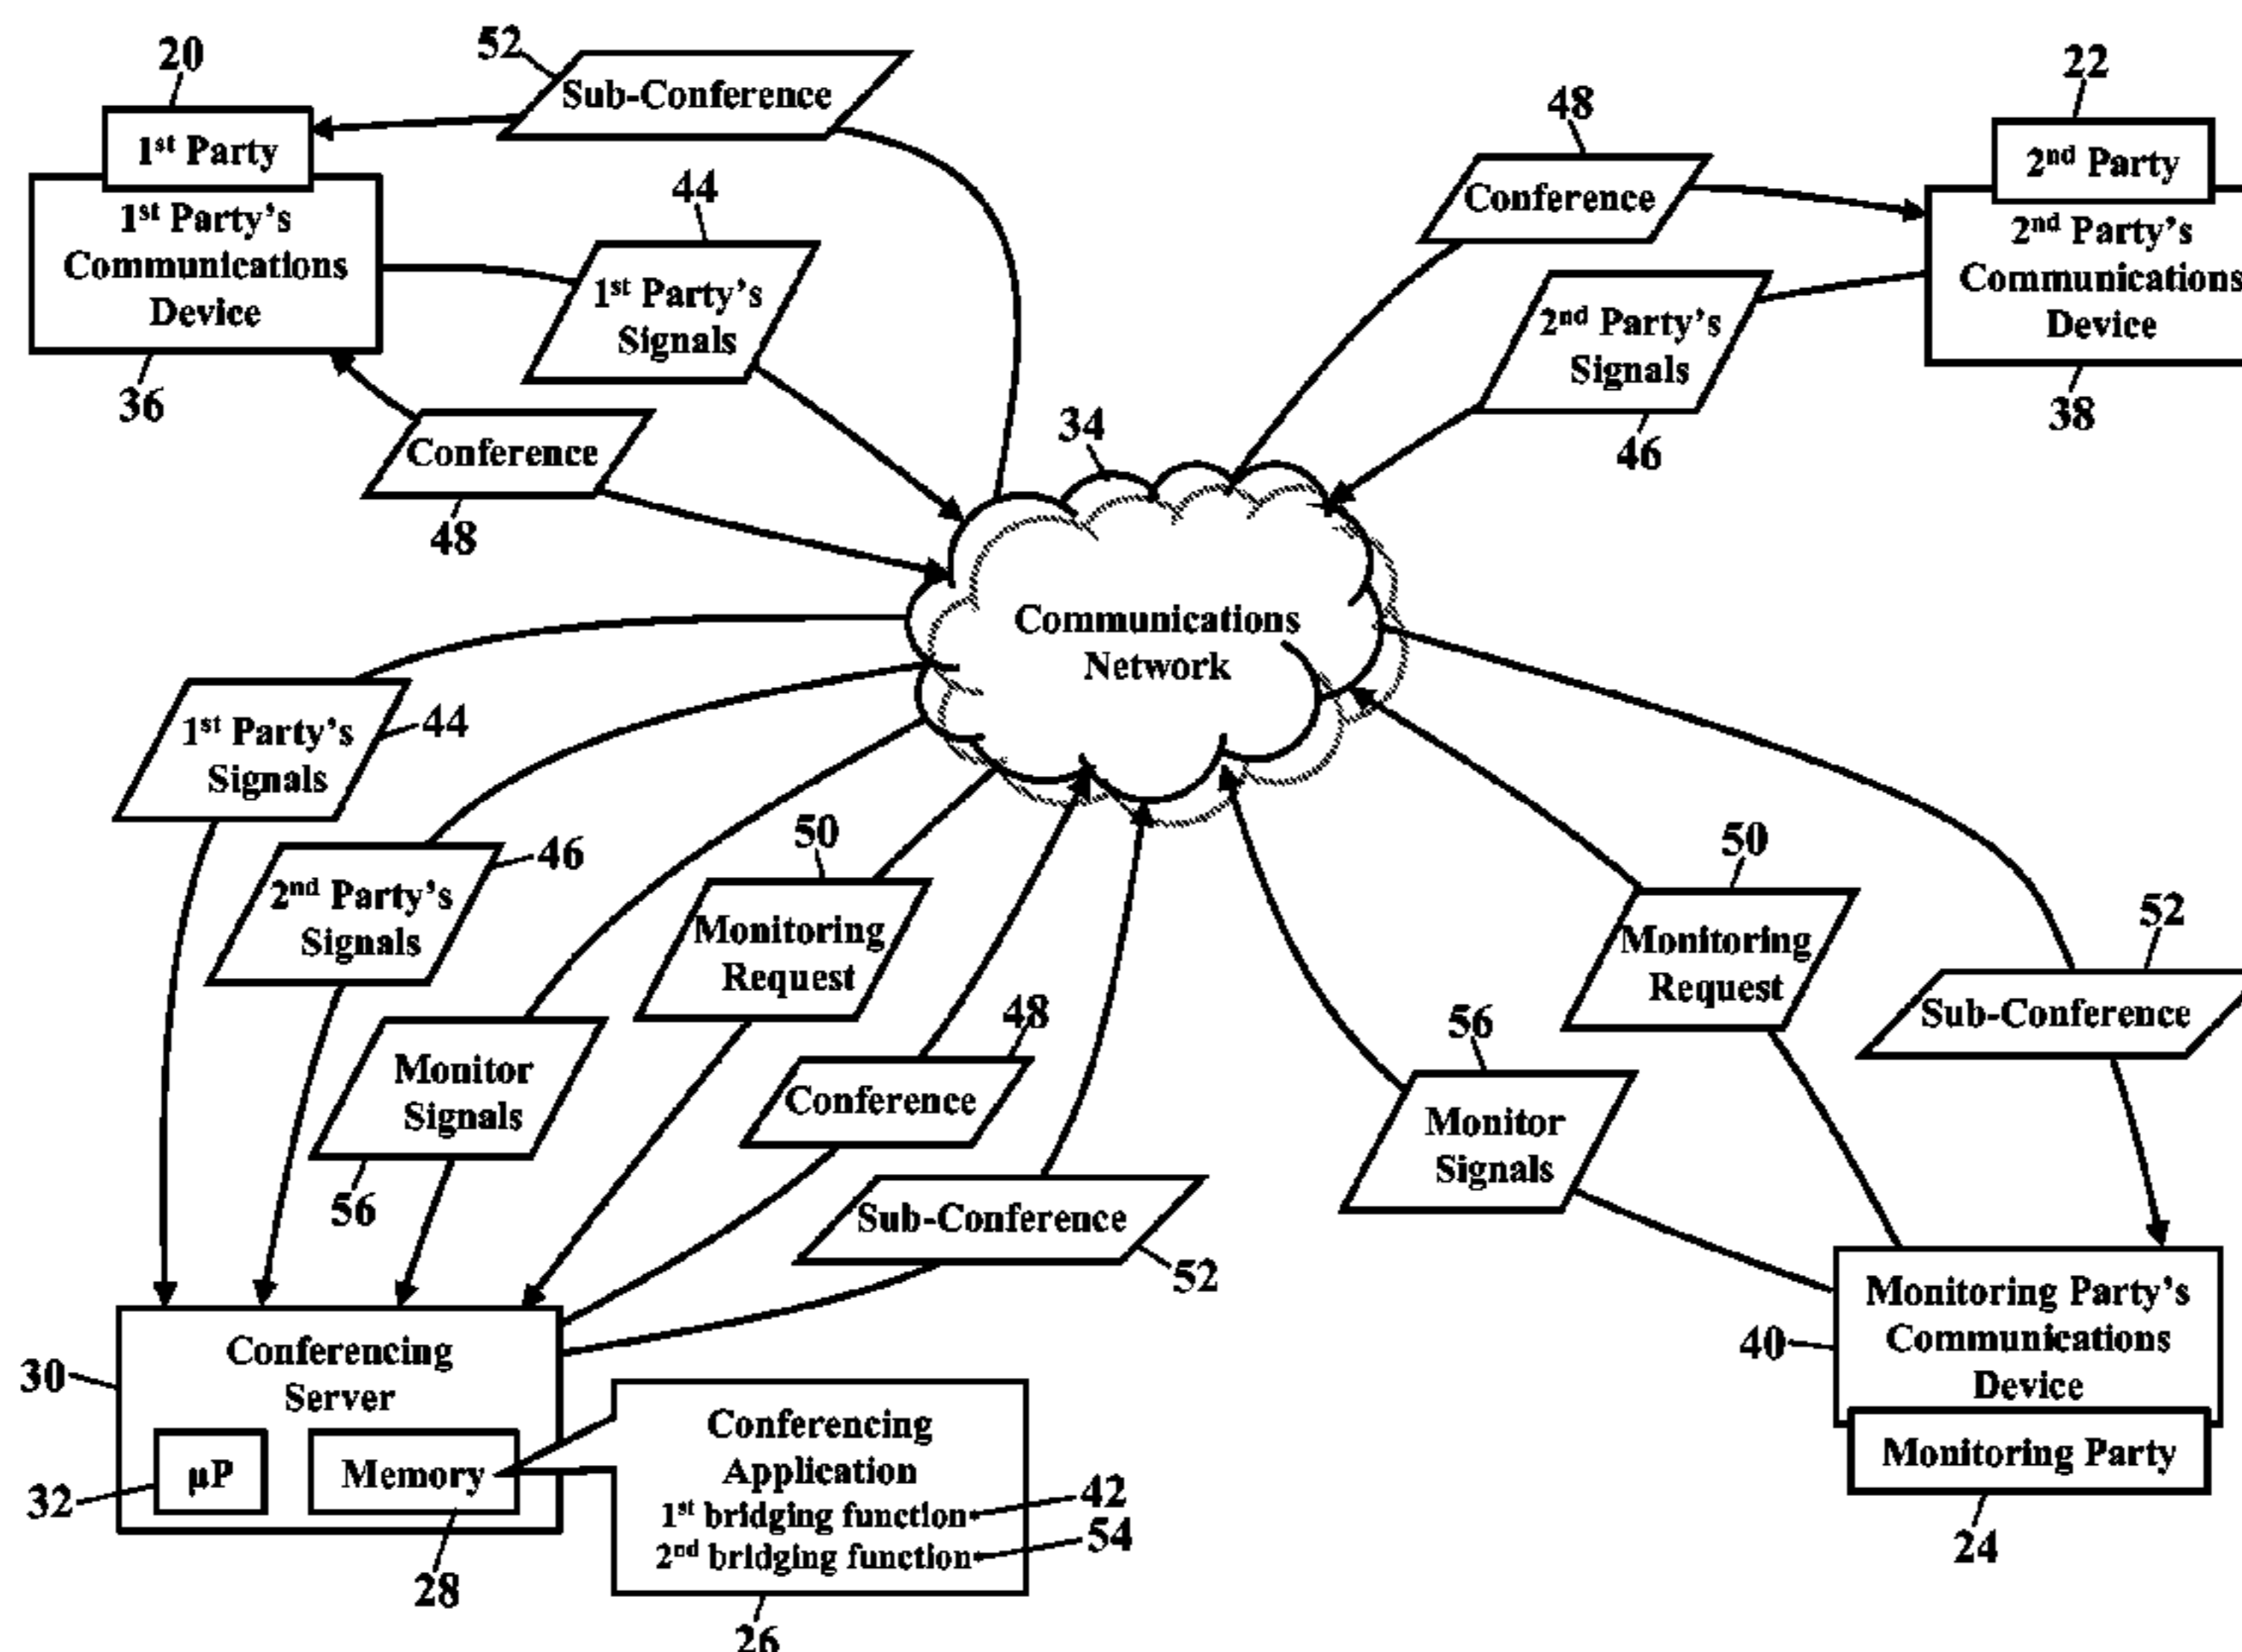 52
20
Sub-Conference
1st Party
22
48
2nd Party
Conference
44
1st Party's
Communications
Device
1st Party's
Signals
2nd Party's
Communications
Device
2nd Party's
Signals
36
38
46
34
Conference
48
Communications
Network
1st Party's
Signals
44
2nd Party's
Signals
46
50
Monitoring
Request
50
Monitoring
Request
52
Sub-Conference
Monitor
Signals
56
48
Conference
56
Monitor
Signals
Sub-Conference
52
Conferencing
Server
30
µP
32
Memory
28
Conferencing
Application
1st bridging function
42
2nd bridging function
54
26
Monitoring Party's
Communications
Device
40
Monitoring Party
24